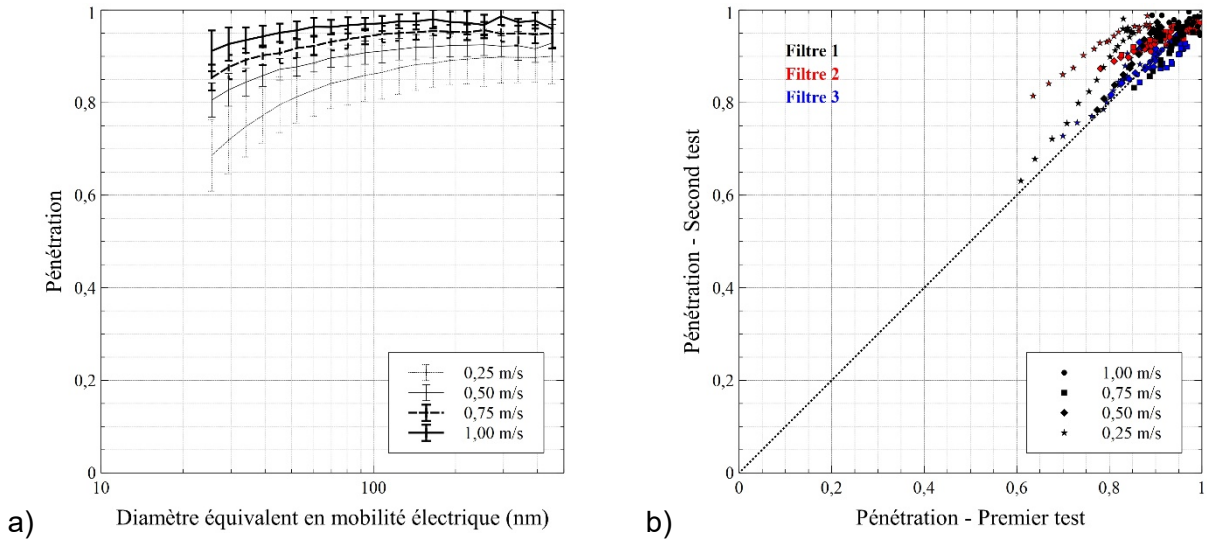 1
0,8
0,6
0,4
0,2
0
10
100
Pénétration
Diamètre équivalent en mobilité électrique (nm)
0,25 m/s
0,50 m/s
0,75 m/s
1,00 m/s
a)
1
0,8
0,6
0,4
0,2
0
0
0,2
0,4
0,6
0,8
1
Pénétration - Second test
Pénétration - Premier test
Filtre 1
Filtre 2
Filtre 3
1,00 m/s
0,75 m/s
0,50 m/s
0,25 m/s
b)